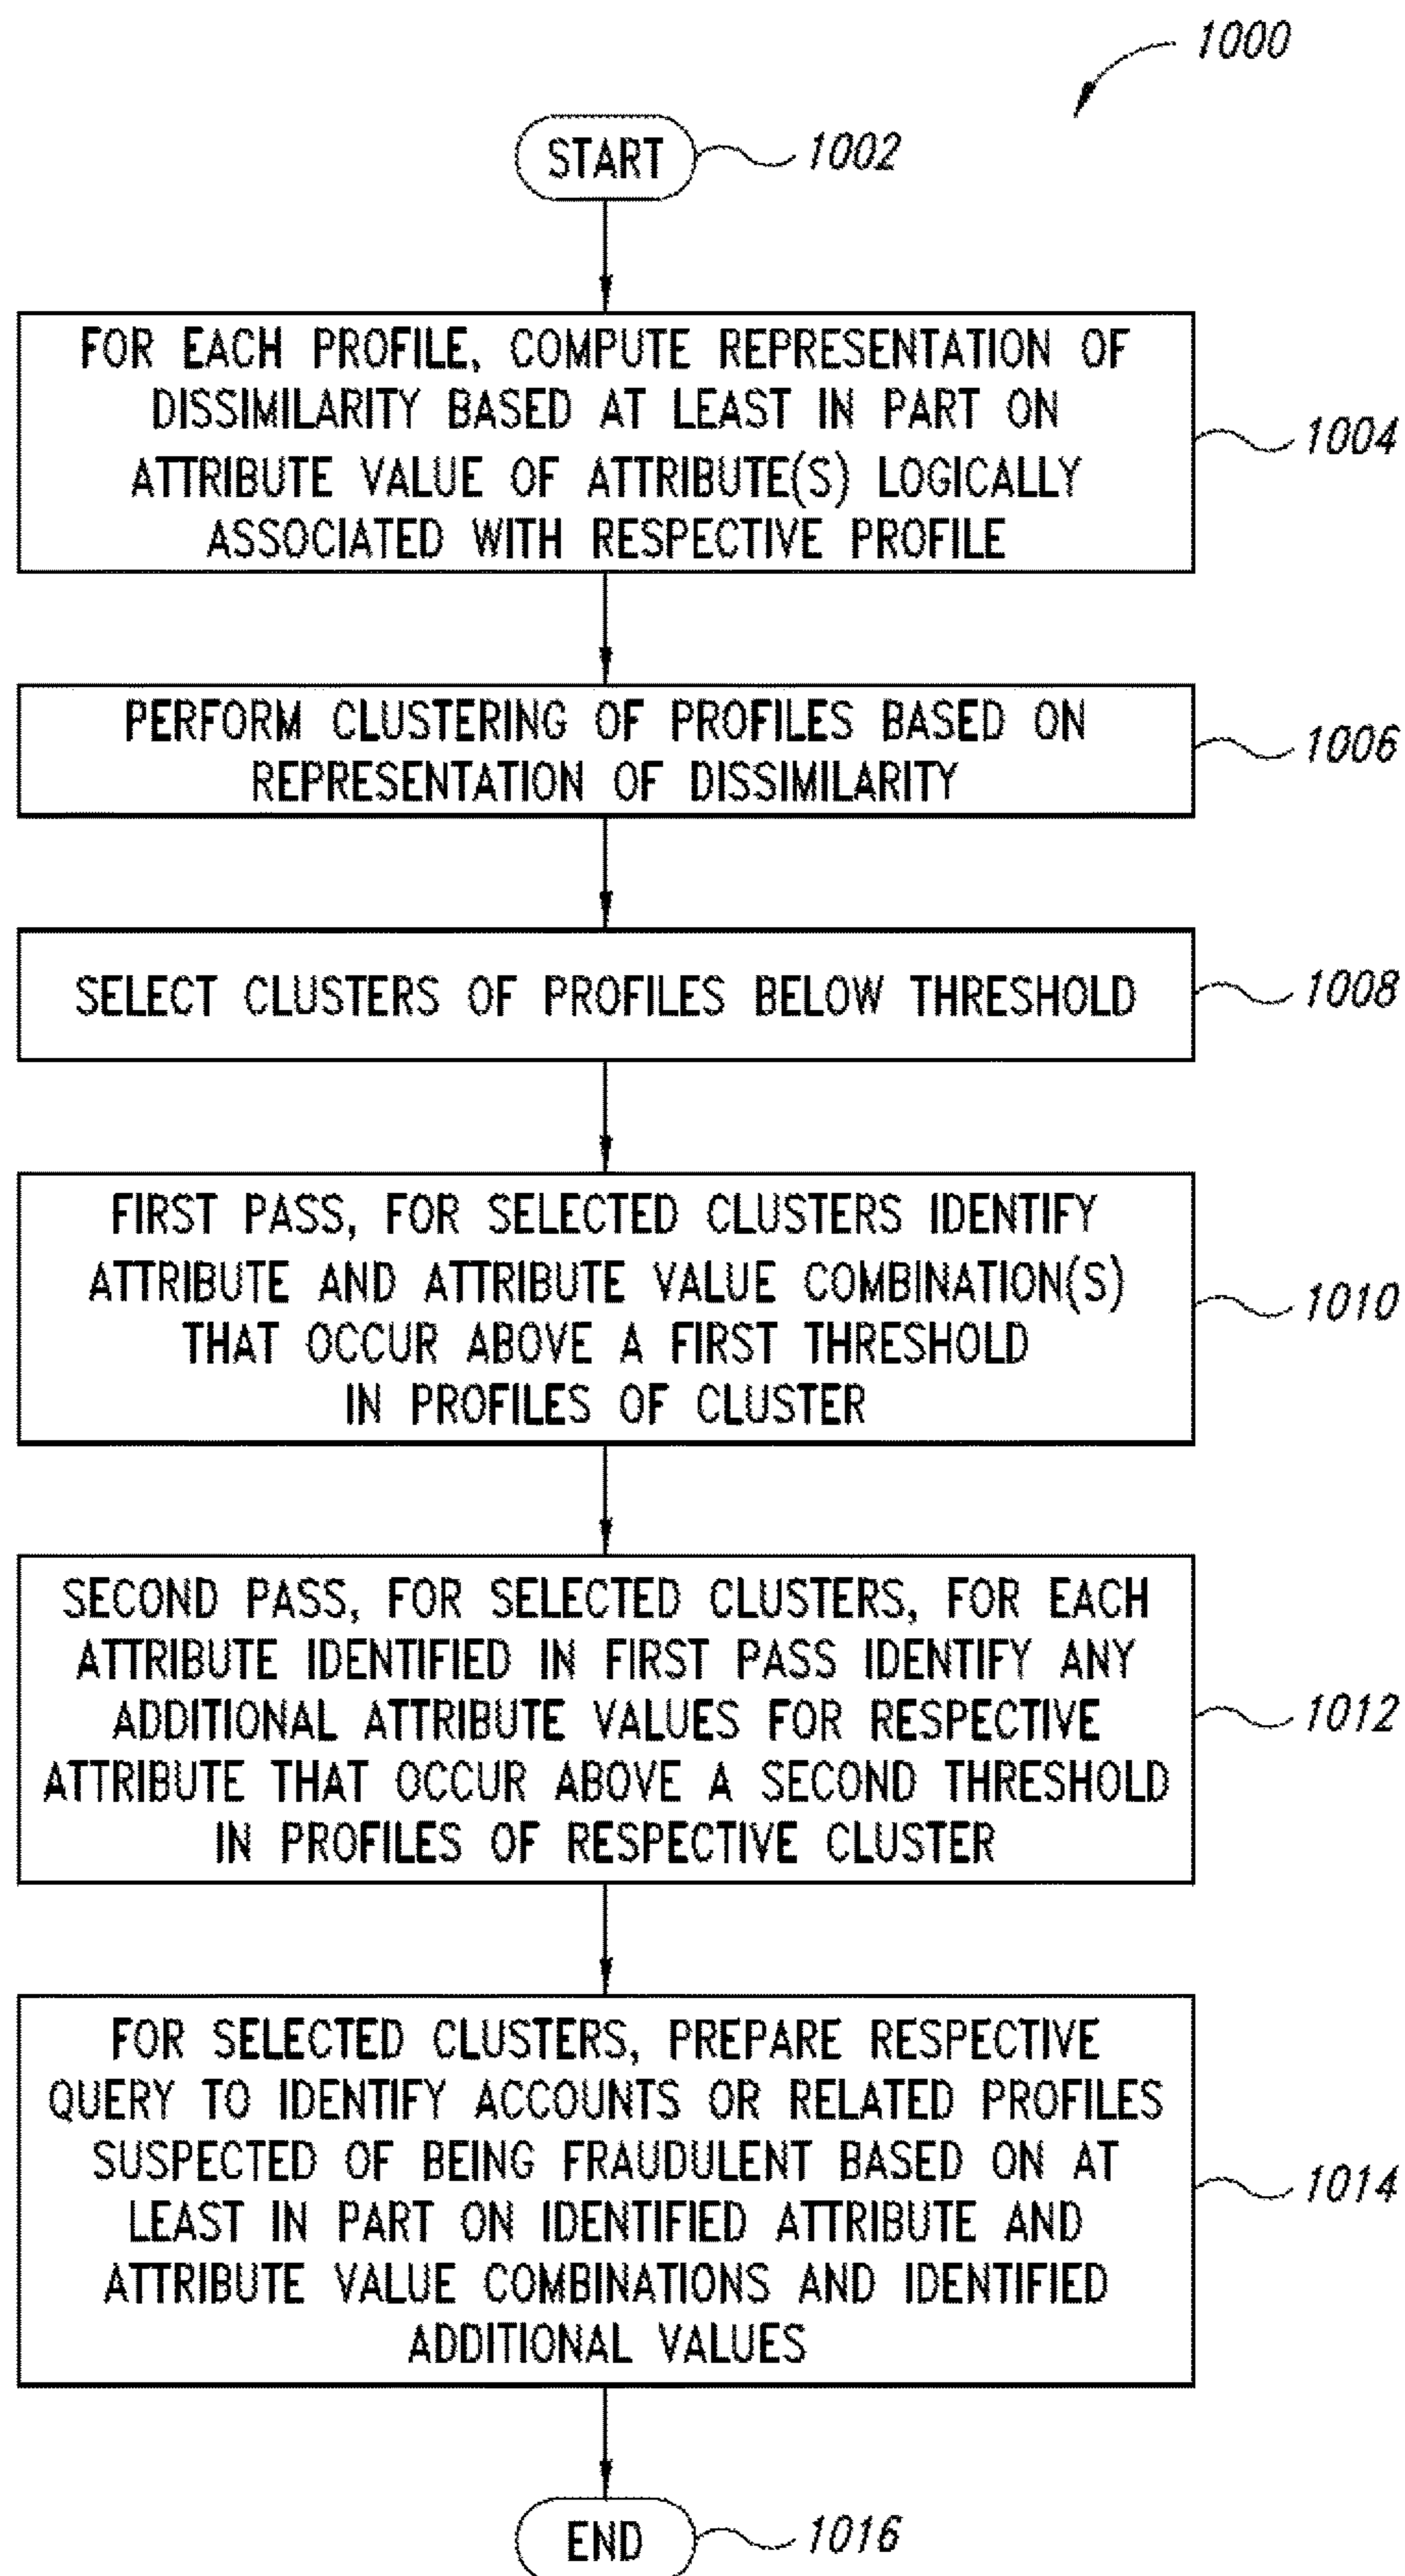 1000
START
1002
FOR EACH PROFILE, COMPUTE REPRESENTATION OF
DISSIMILARITY BASED AT LEAST IN PART ON
ATTRIBUTE VALUE OF ATTRIBUTE(S) LOGICALLY
ASSOCIATED WITH RESPECTIVE PROFILE
1004
PERFORM CLUSTERING OF PROFILES BASED ON
REPRESENTATION OF DISSIMILARITY
1006
SELECT CLUSTERS OF PROFILES BELOW THRESHOLD
1008
FIRST PASS, FOR SELECTED CLUSTERS IDENTIFY
ATTRIBUTE AND ATTRIBUTE VALUE COMBINATION(S)
THAT OCCUR ABOVE A FIRST THRESHOLD
IN PROFILES OF CLUSTER
1010
SECOND PASS, FOR SELECTED CLUSTERS, FOR EACH
ATTRIBUTE IDENTIFIED IN FIRST PASS IDENTIFY ANY
ADDITIONAL ATTRIBUTE VALUES FOR RESPECTIVE
ATTRIBUTE THAT OCCUR ABOVE A SECOND THRESHOLD
IN PROFILES OF RESPECTIVE CLUSTER
1012
FOR SELECTED CLUSTERS, PREPARE RESPECTIVE
QUERY TO IDENTIFY ACCOUNTS OR RELATED PROFILES
SUSPECTED OF BEING FRAUDULENT BASED ON AT
LEAST IN PART ON IDENTIFIED ATTRIBUTE AND
ATTRIBUTE VALUE COMBINATIONS AND IDENTIFIED
ADDITIONAL VALUES
1014
END
1016